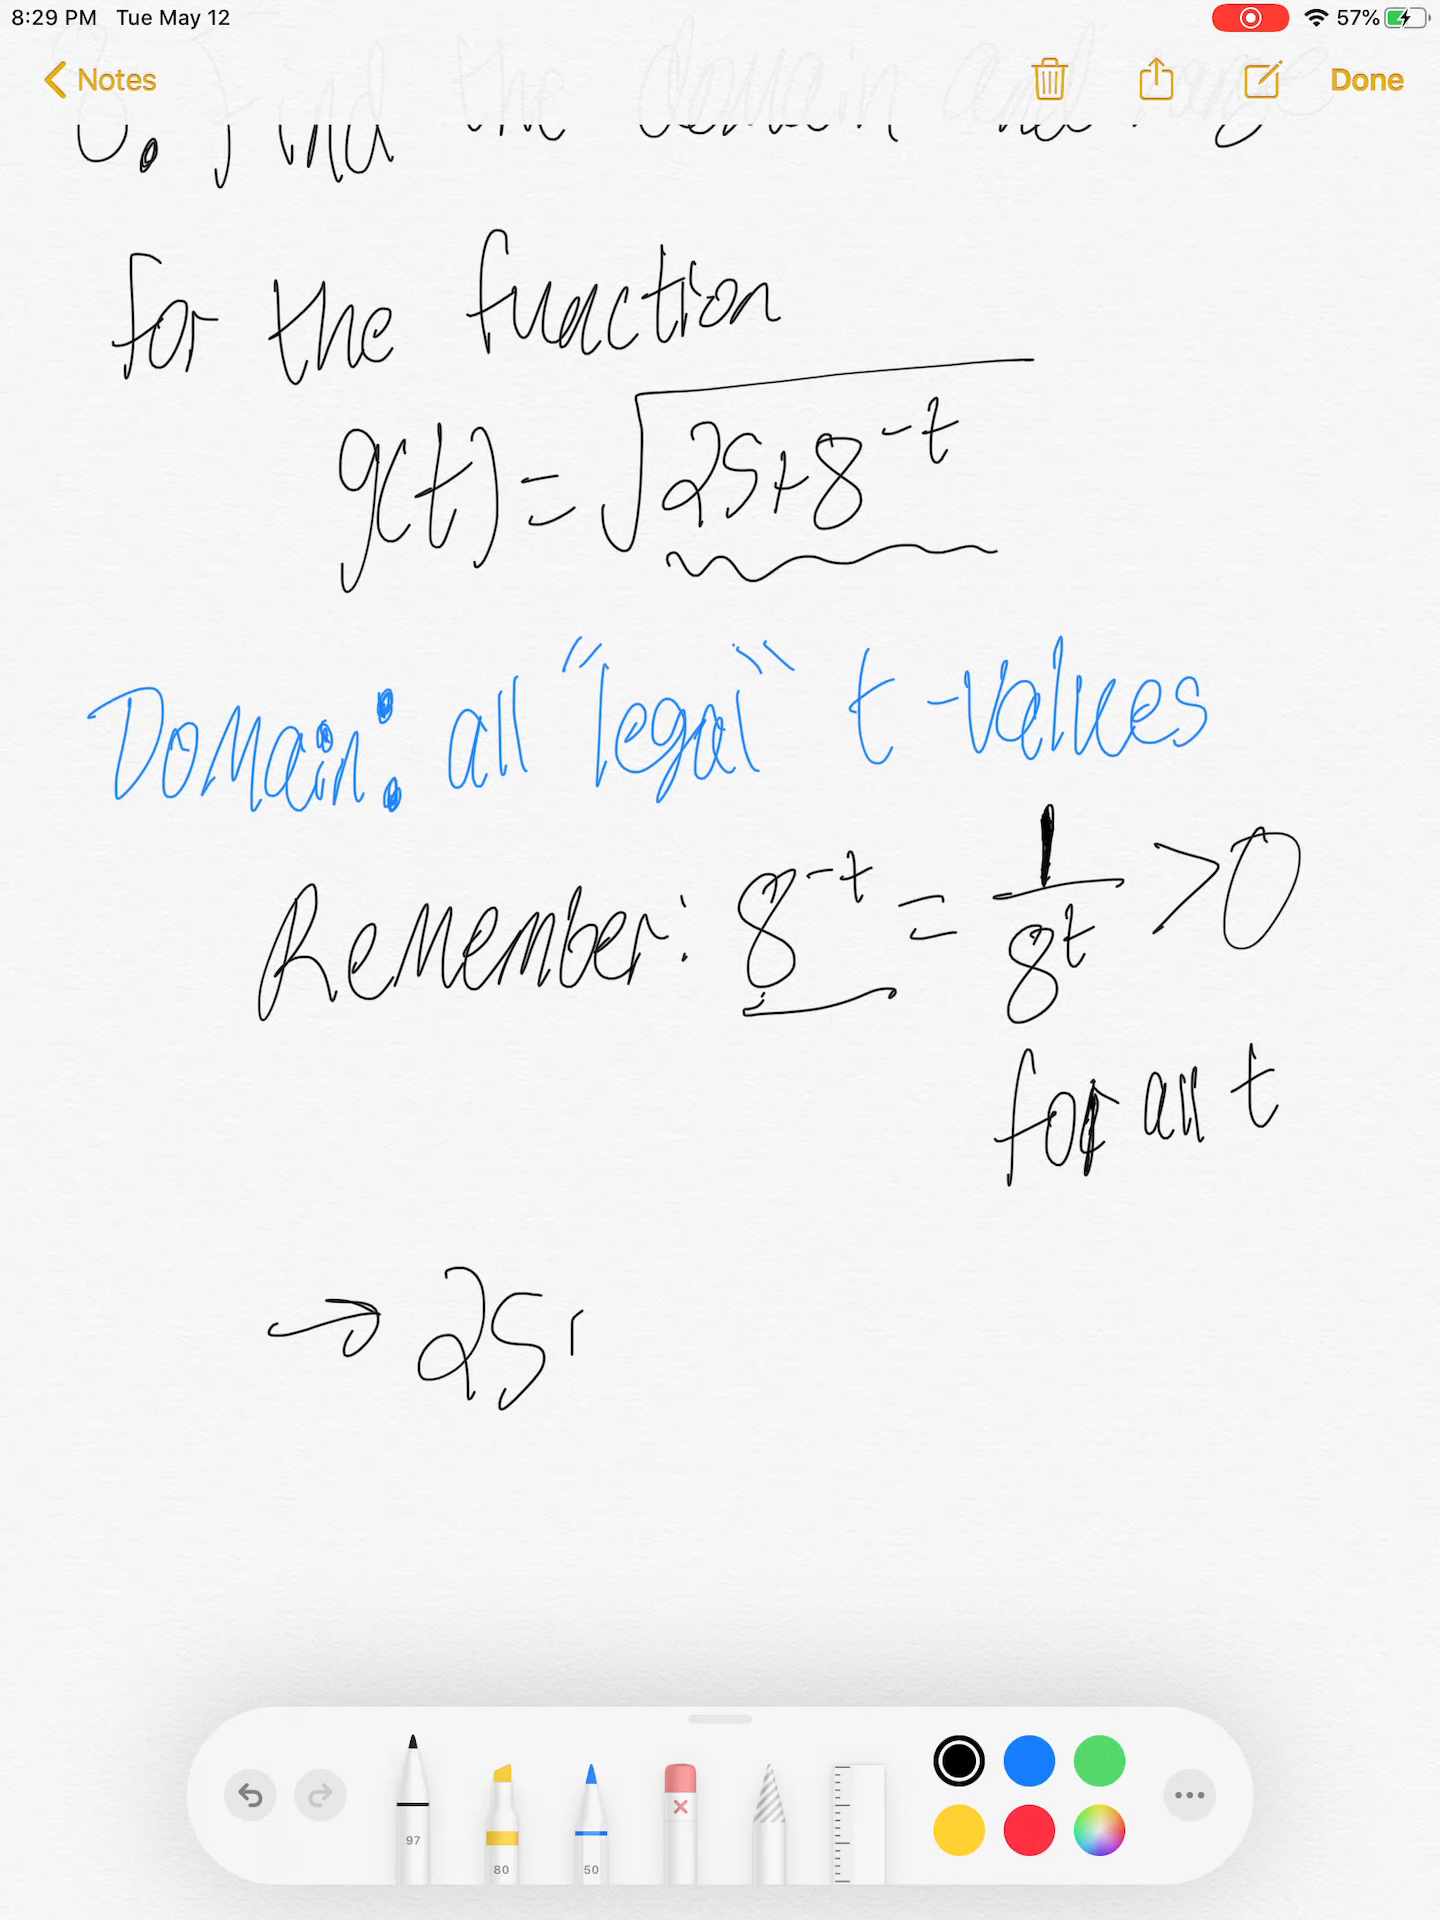 8:29 PM Tue May 12
57%
Notes
Done
3. Find the domain and range
for the function
g(t) = √25+8^-t
Domain: all "legal" t-values
Remember: 8^-t = 1/8^t >0
for all t
→ 25
97
80
50